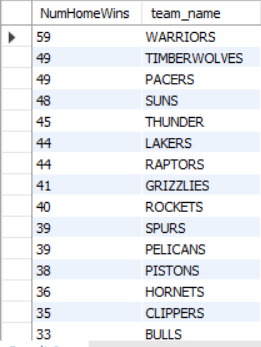 NumHomeWins team_name
59 WARRIORS
49 TIMBERWOLVES
49 PACERS
48 SUNS
45 THUNDER
44 LAKERS
44 RAPTORS
41 GRIZZLIES
40 ROCKETS
39 SPURS
39 PELICANS
38 PISTONS
36 HORNETS
35 CLIPPERS
33 BULLS